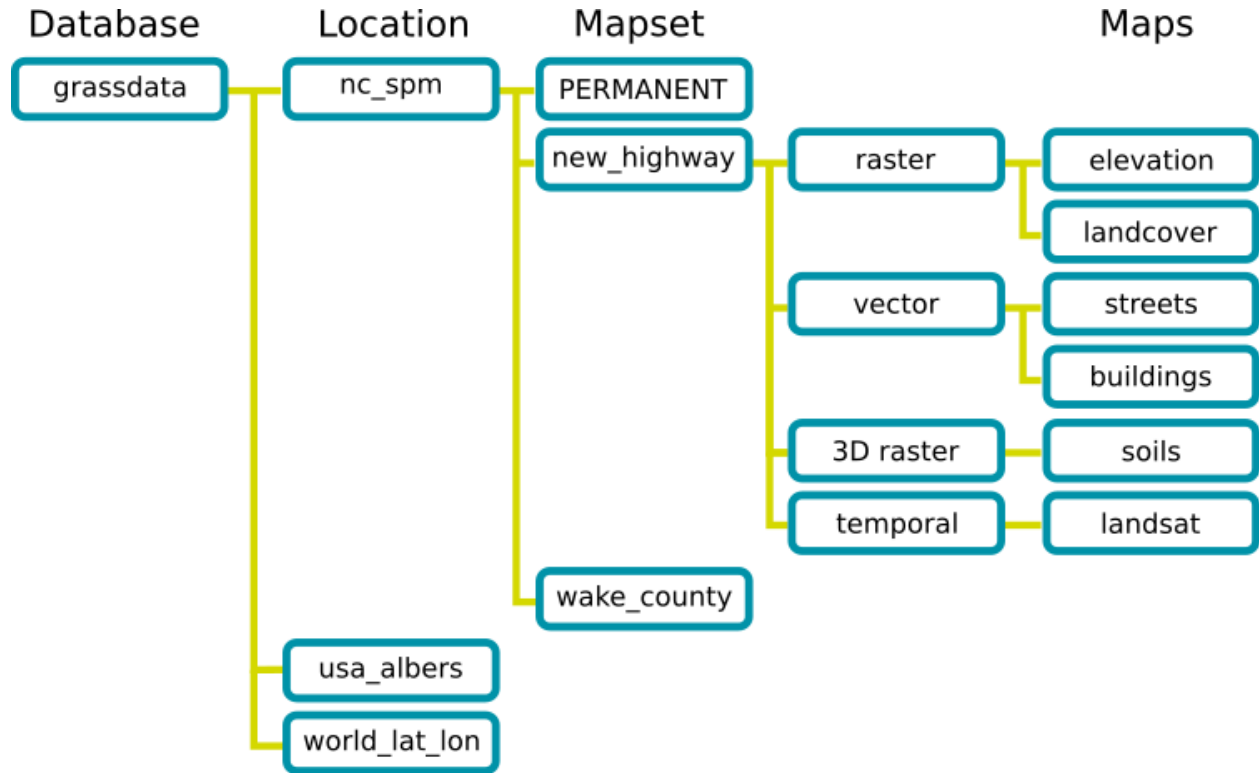 Database
Location
Mapset
Maps
grassdata
nc_spm
PERMANENT
new_highway
raster
elevation
landcover
vector
streets
buildings
3D raster
soils
temporal
landsat
wake_county
usa_albers
world_lat_lon